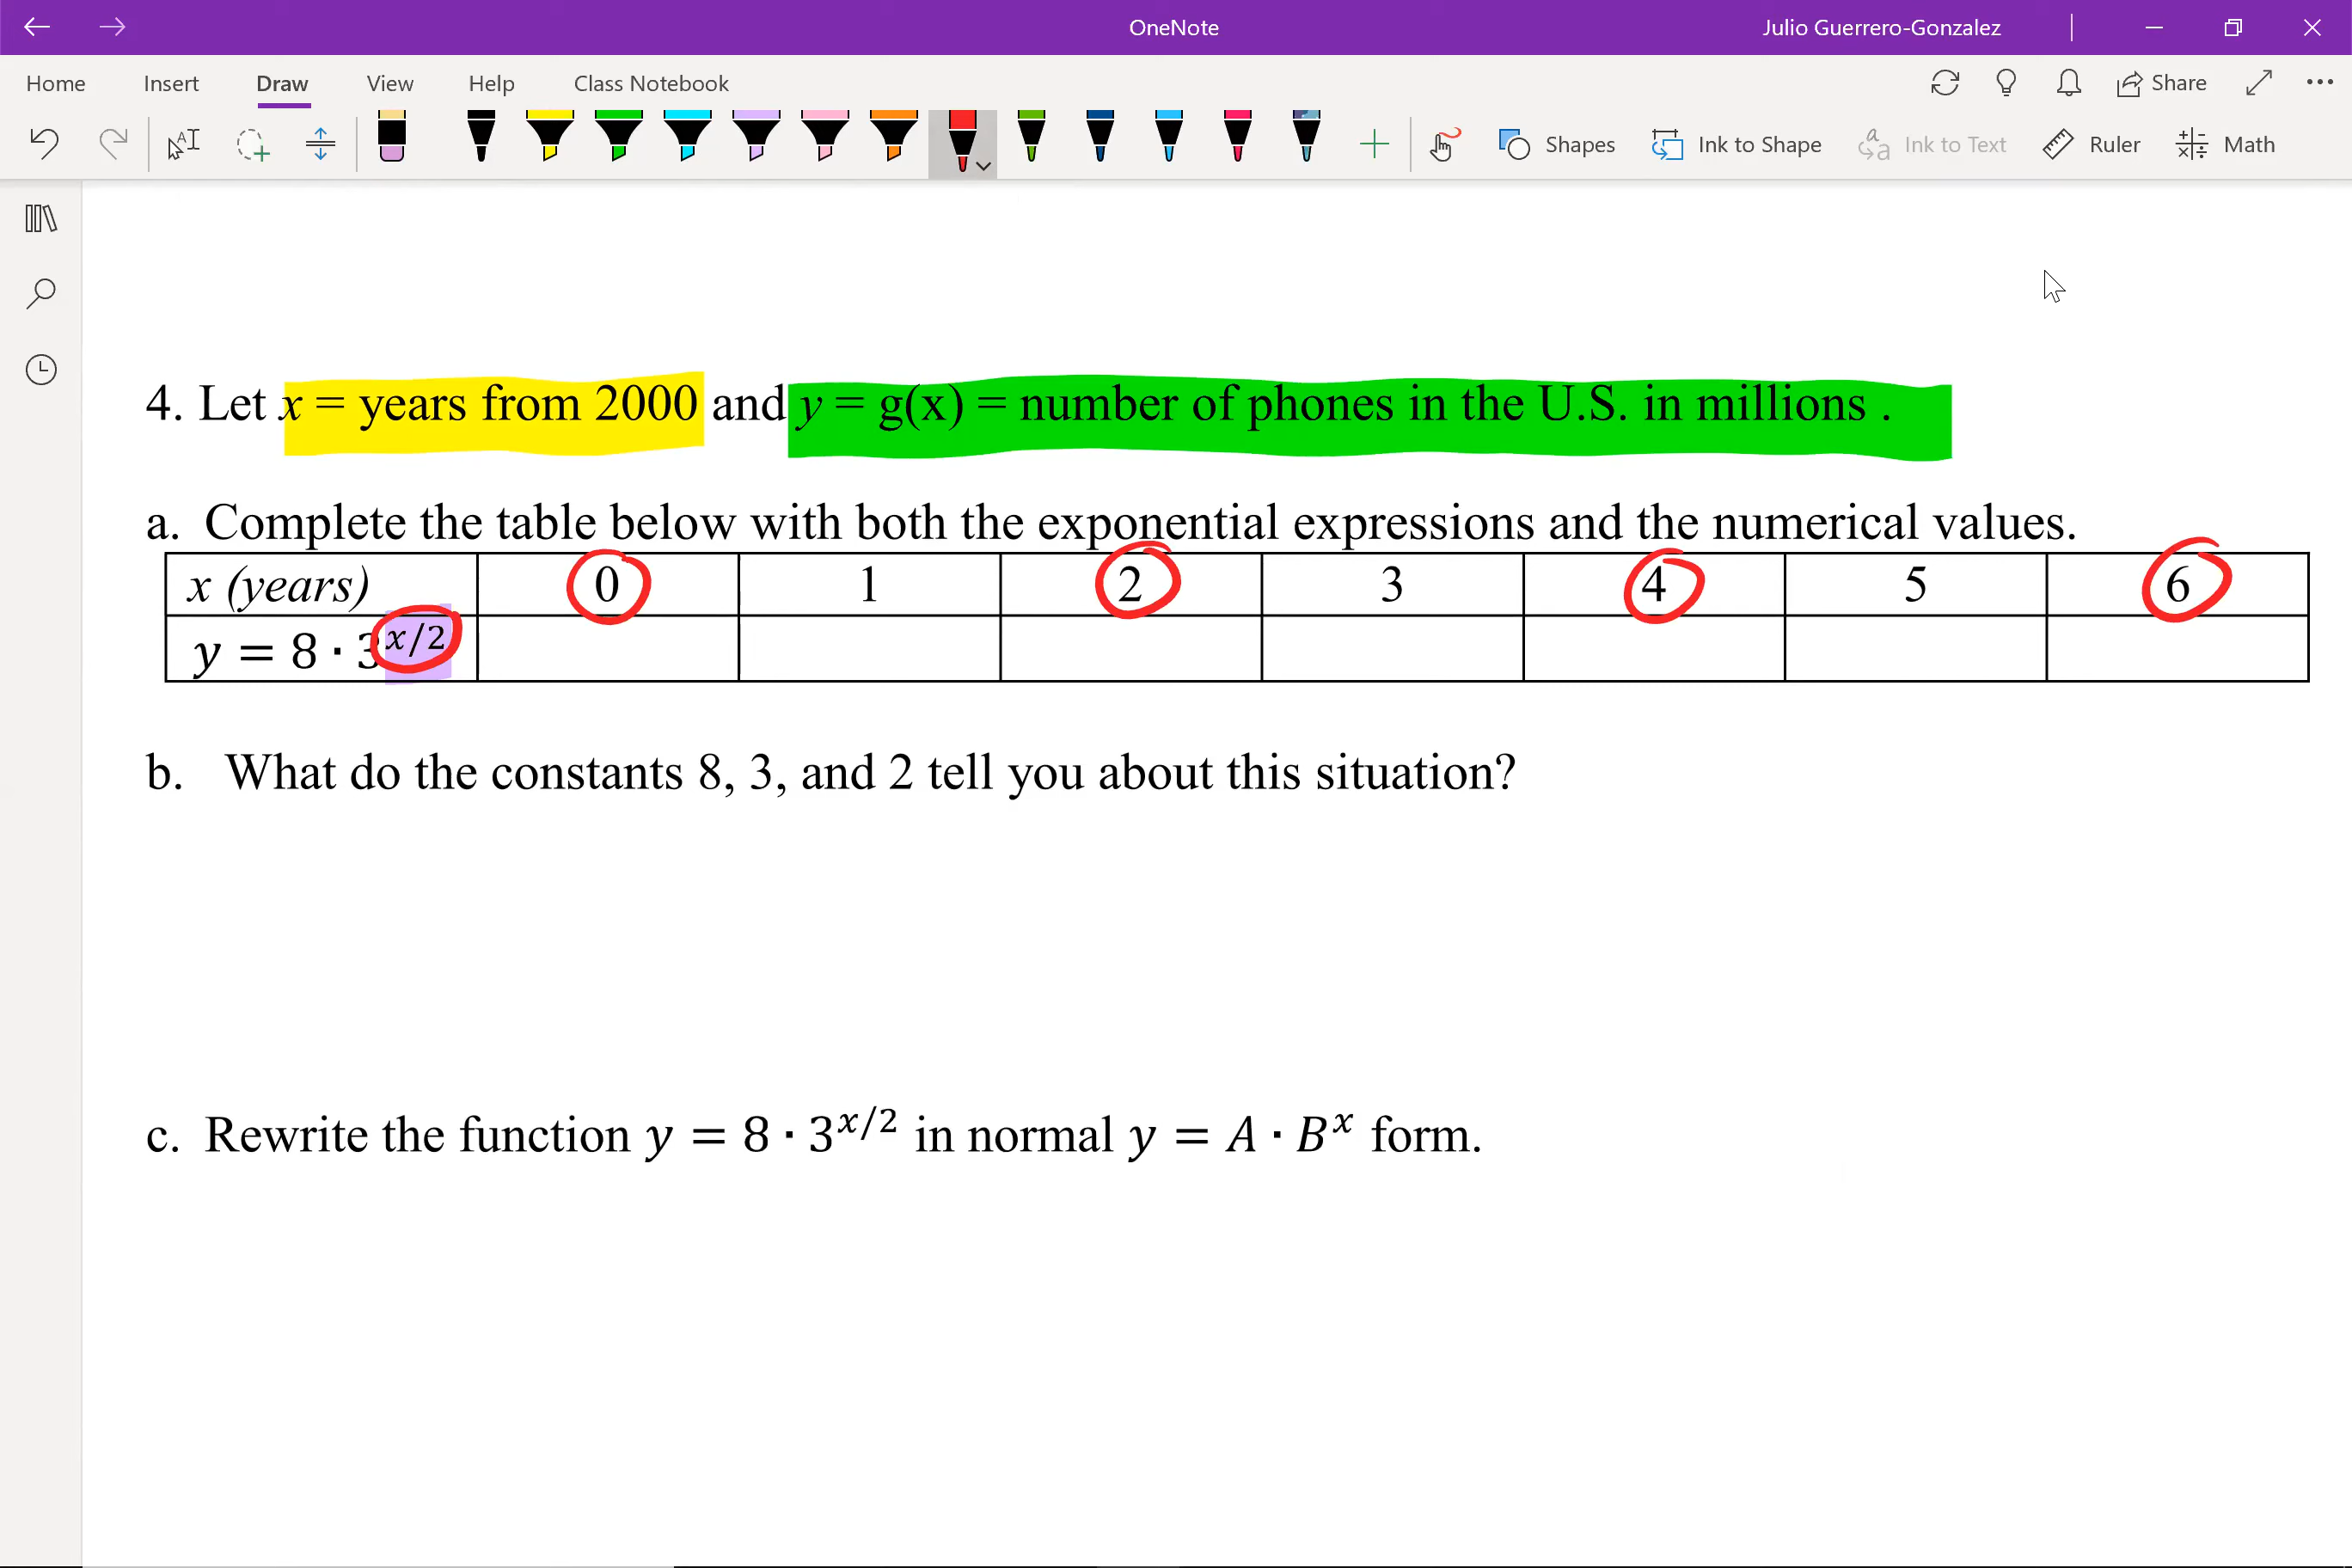 OneNote
Julio Guerrero-Gonzalez
Home Insert Draw View Help Class Notebook
Share
Shapes Ink to Shape Ink to Text Ruler Math
4. Let x = years from 2000 and y = g(x) = number of phones in the U.S. in millions .
a. Complete the table below with both the exponential expressions and the numerical values.
x (years) 0 1 2 3 4 5 6
y = 8 · 3^{x/2}
b. What do the constants 8, 3, and 2 tell you about this situation?
c. Rewrite the function y = 8 · 3^{x/2} in normal y = A · B^x form.